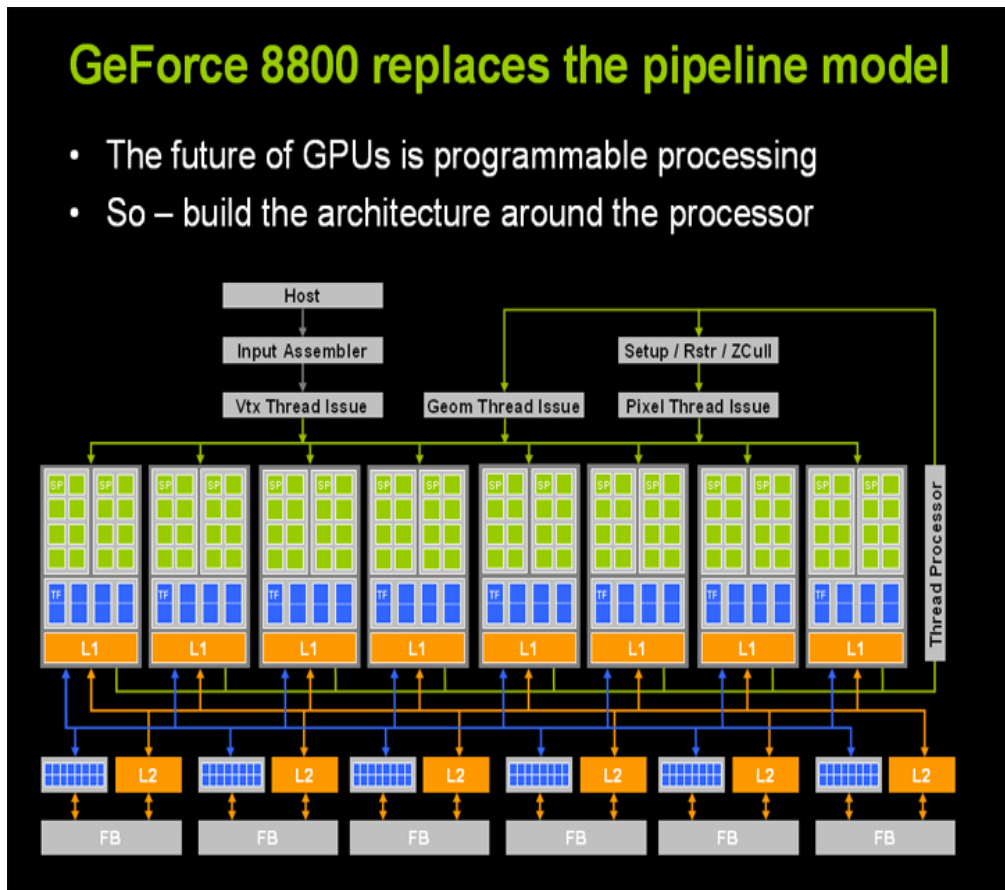 GeForce 8800 replaces the pipeline model
• The future of GPUs is programmable processing
• So – build the architecture around the processor
Host
Input Assembler
Setup / Rstr / ZCull
Vtx Thread Issue
Geom Thread Issue
Pixel Thread Issue
SP SP SP SP SP SP SP SP SP SP SP SP SP SP SP SP
Thread Processor
TF TF TF TF TF TF TF TF
L1 L1 L1 L1 L1 L1 L1 L1
L2 L2 L2 L2 L2 L2
FB FB FB FB FB FB